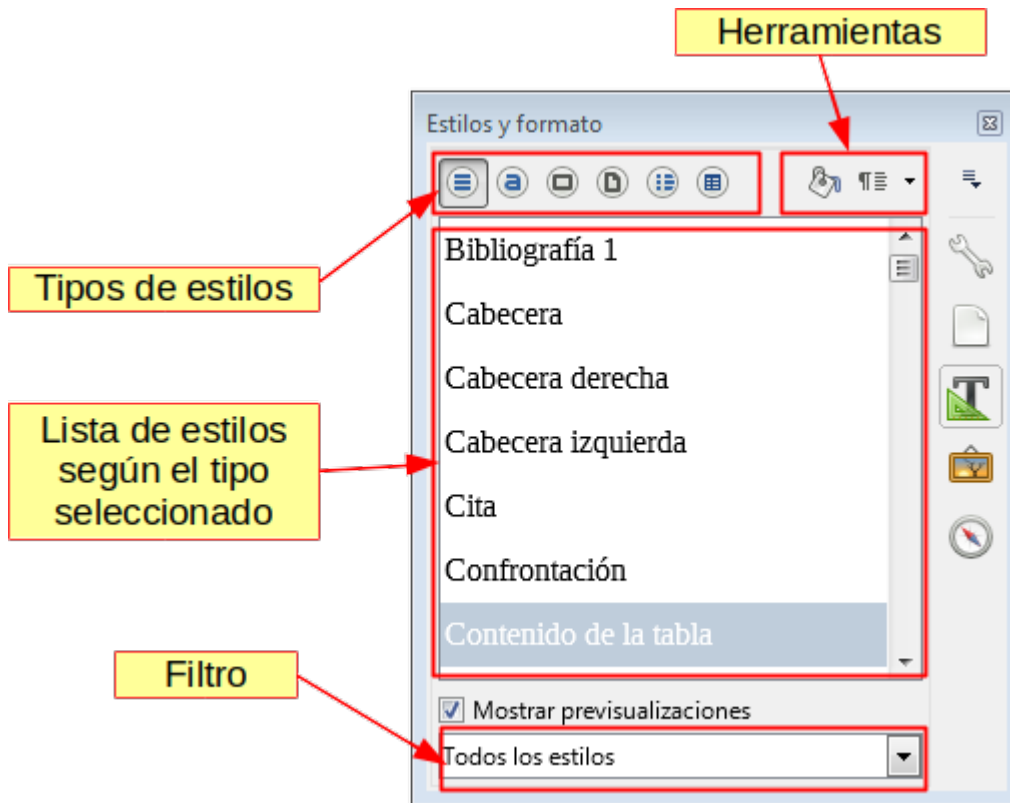 Herramientas
Estilos y formato
Tipos de estilos
Bibliografía 1
Cabecera
Cabecera derecha
Lista de estilos
según el tipo
seleccionado
Cabecera izquierda
Cita
Confrontación
Contenido de la tabla
Filtro
Mostrar previsualizaciones
Todos los estilos